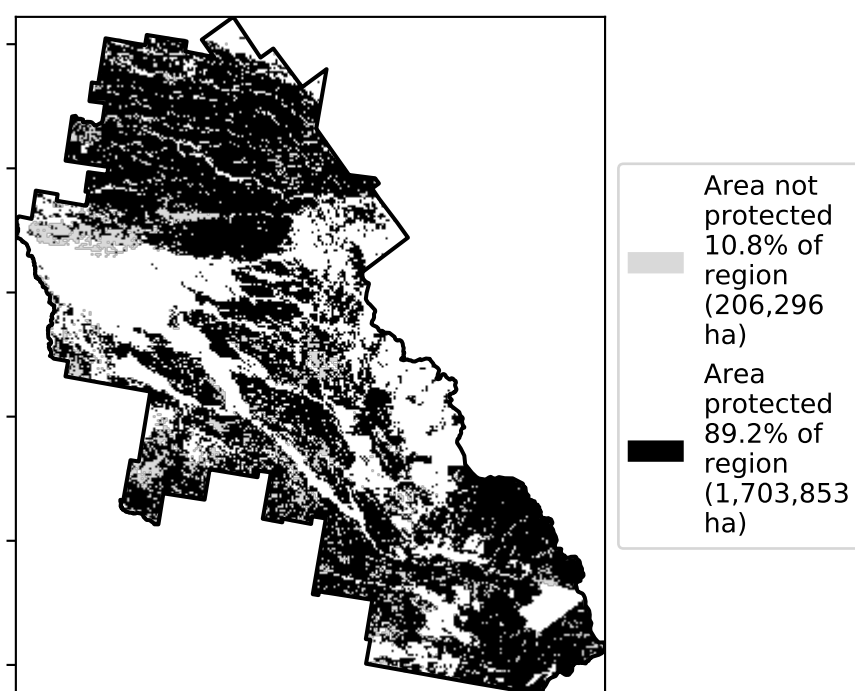 Area not
protected
10.8% of
region
(206,296
ha)
Area
protected
89.2% of
region
(1,703,853
ha)